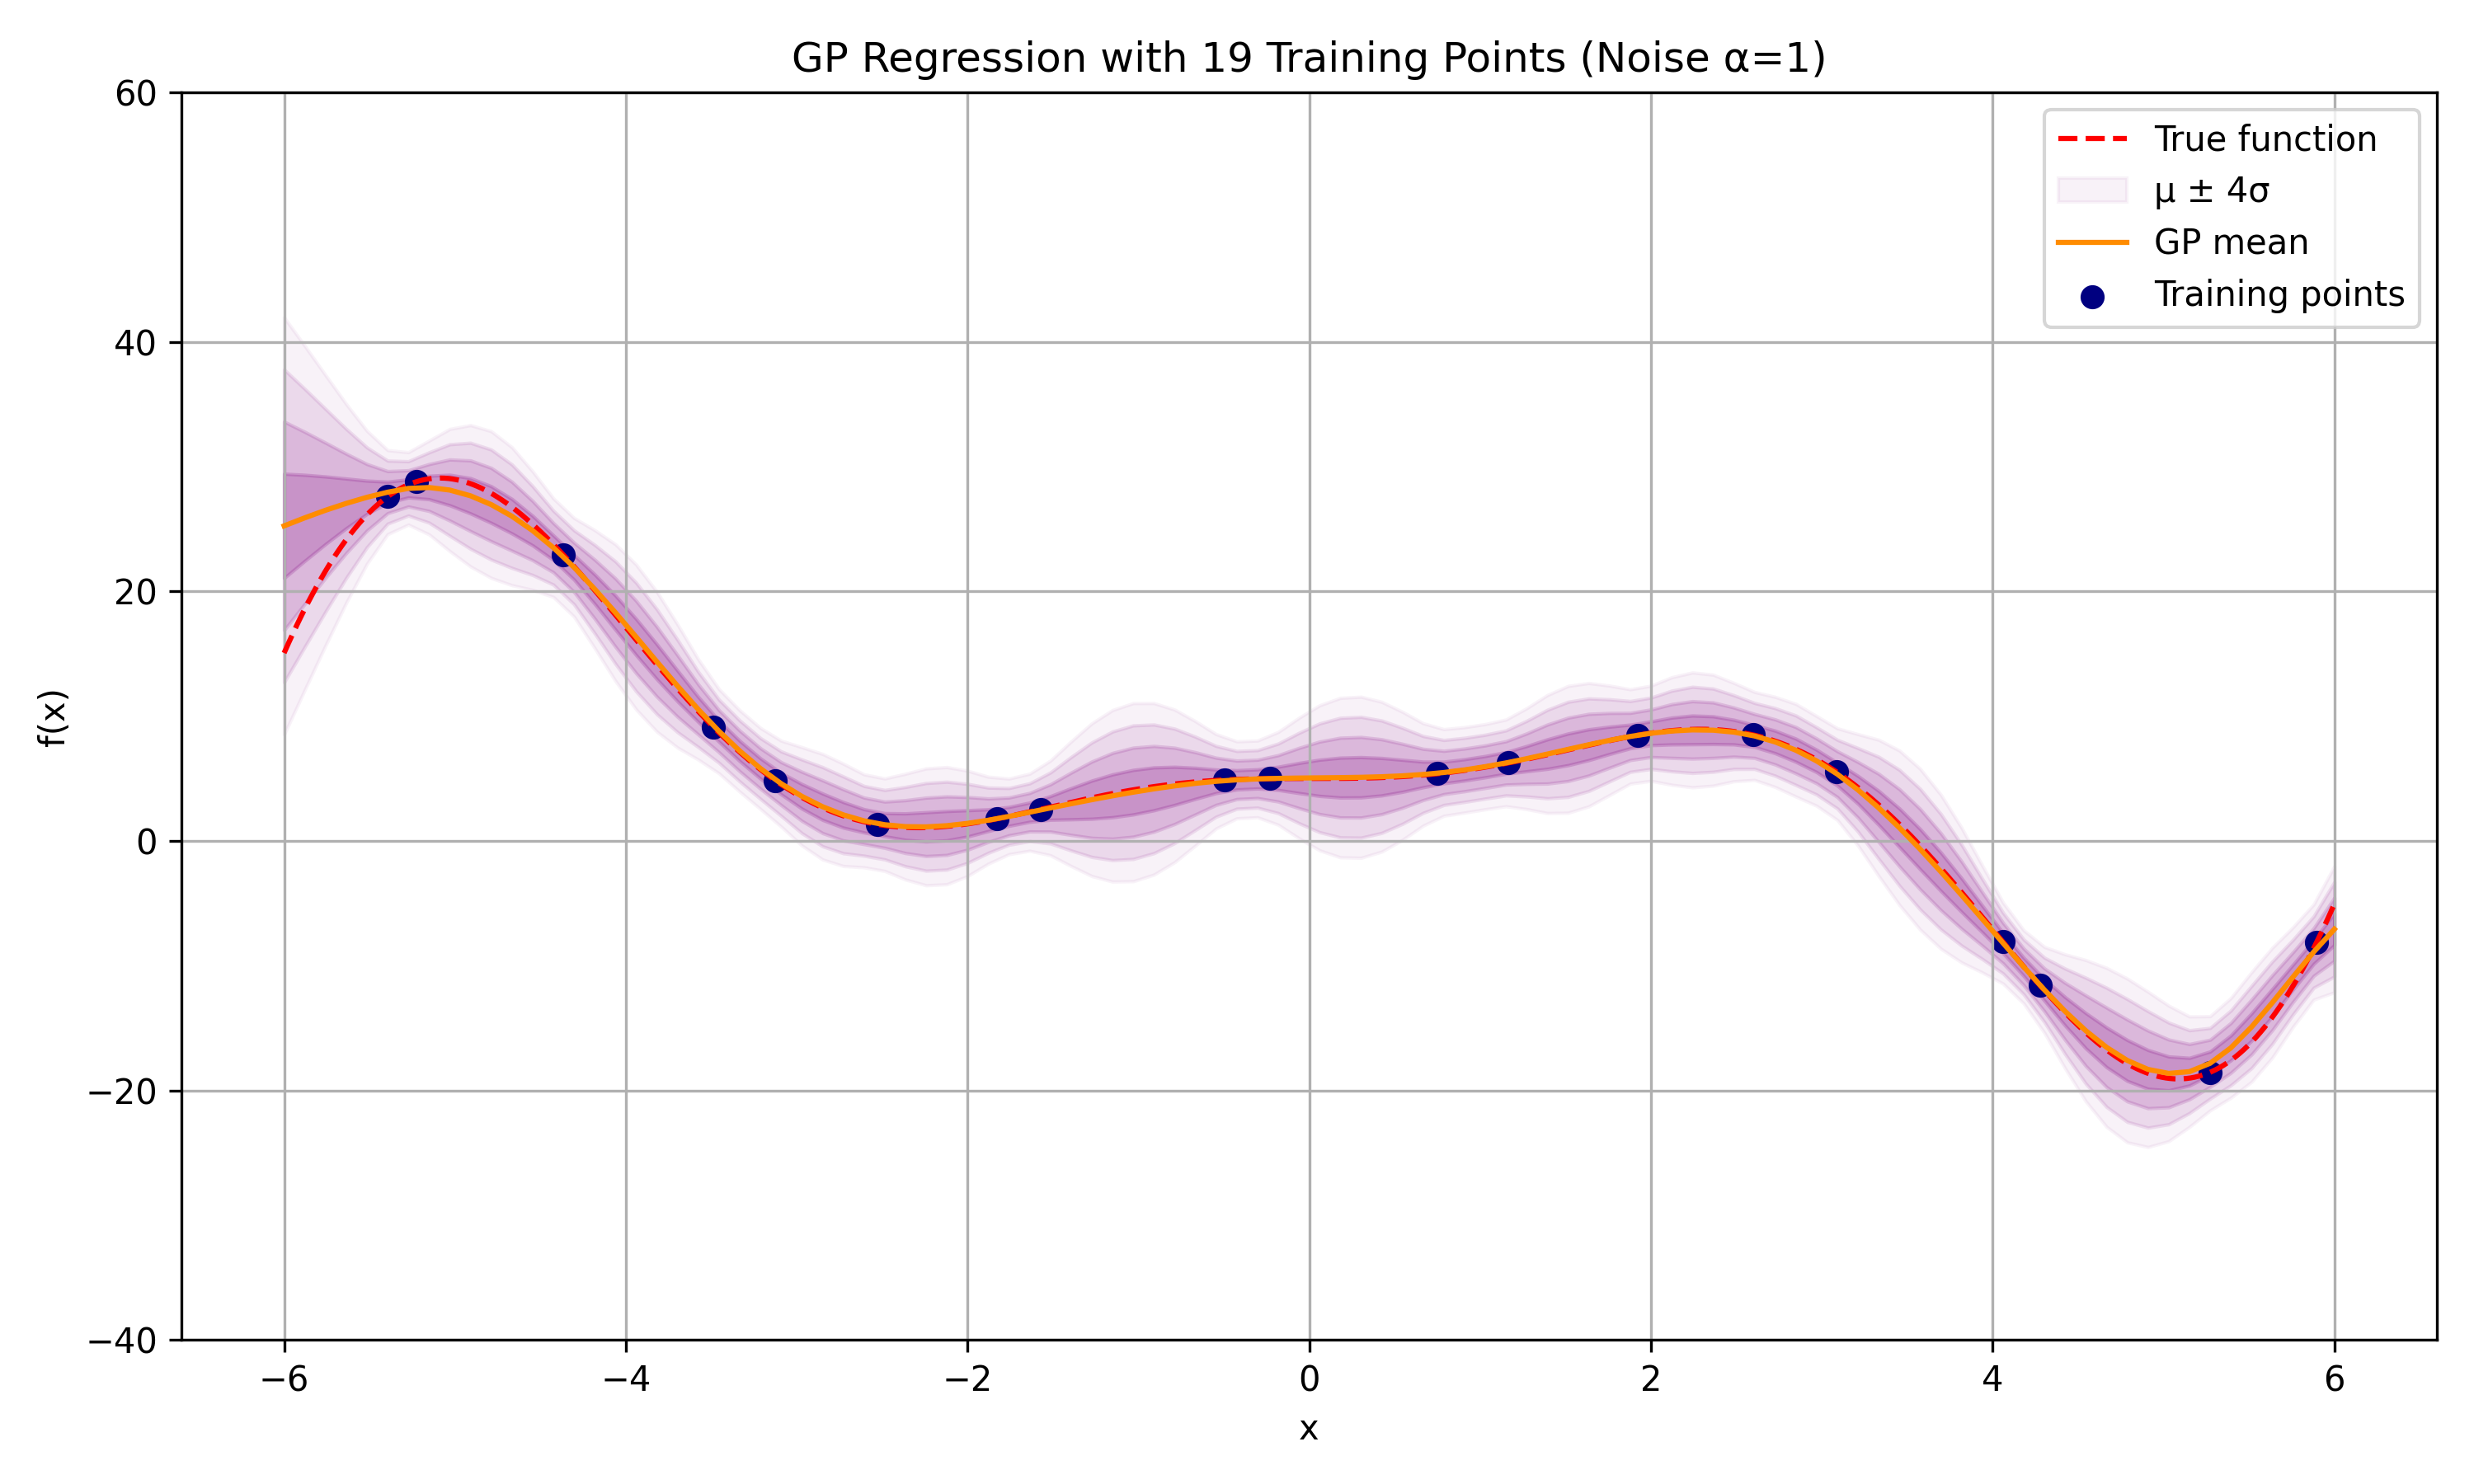 GP Regression with 19 Training Points (Noise α=1)
True function
μ ± 4σ
GP mean
Training points
60
40
20
0
−20
−40
f(x)
−6
−4
−2
0
2
4
6
x